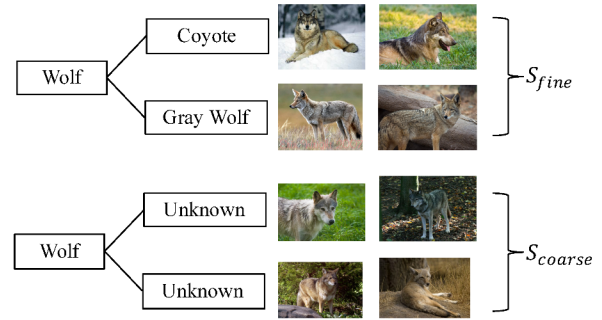 Coyote
Wolf
Gray Wolf
S_fine
Unknown
Wolf
Unknown
S_coarse